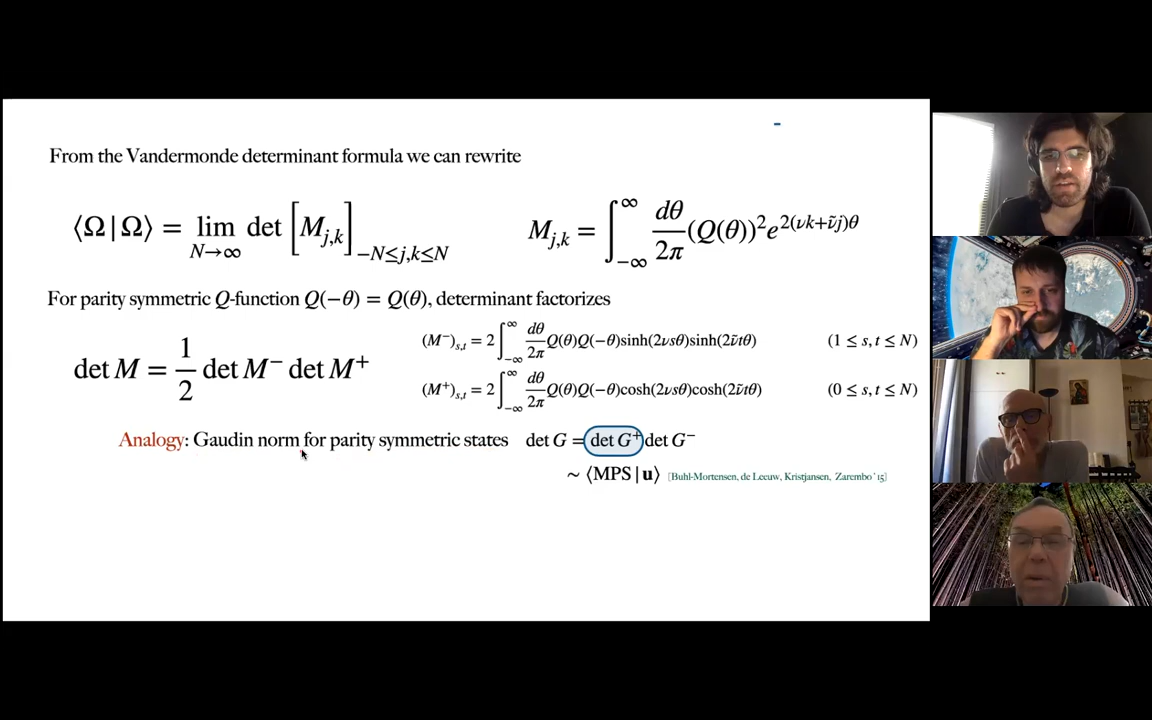 From the Vandermonde determinant formula we can rewrite
⟨Ω|Ω⟩ = lim_{N→∞} det [M_{j,k}]_{-N≤j,k≤N}    M_{j,k} = ∫_{-∞}^{∞} dθ/2π (Q(θ))² e^{2(νk+ν̃j)θ}
For parity symmetric Q-function Q(−θ) = Q(θ), determinant factorizes
det M = 1/2 det M⁻ det M⁺
(M⁻)_{s,t} = 2∫_{-∞}^{∞} dθ/2π Q(θ)Q(−θ)sinh(2νsθ)sinh(2ν̃tθ)    (1 ≤ s, t ≤ N)
(M⁺)_{s,t} = 2∫_{-∞}^{∞} dθ/2π Q(θ)Q(−θ)cosh(2νsθ)cosh(2ν̃tθ)    (0 ≤ s, t ≤ N)
Analogy: Gaudin norm for parity symmetric states det G = det G⁺ det G⁻
∼ ⟨MPS|u⟩ [Buhl-Mortensen, de Leeuw, Kristjansen, Zarembo '15]